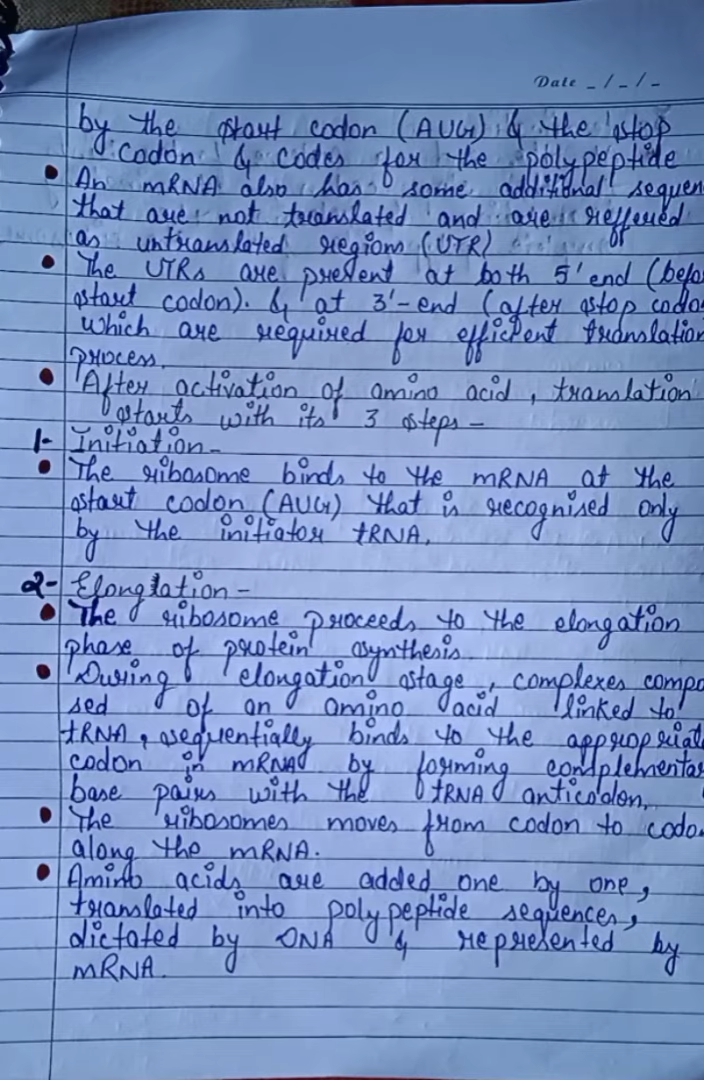 Date _/_/_
by the start codon (AUG) & the stop
codon & codes for the polypeptide
• An mRNA also has some additional sequen
that are not translated and are reffered
as untranslated regions (UTR)
• The UTRs are present at both 5' end (befo
start codon). & at 3'-end (after stop codo
which are required for efficient translation
process.
• After activation of amino acid, translation
starts with its 3 steps -
1- Initiation -
• The ribosome binds to the mRNA at the
start codon (AUG) that is recognised only
by the initiator tRNA.
2- Elongtation -
• The ribosome proceeds to the elongation
phase of protein synthesis.
• During elongation stage, complexes compo
sed of an amino acid linked to
tRNA, sequentially binds to the appropriat
codon in mRNA by forming complementar
base pairs with the tRNA anticodon.
• The ribosomes moves from codon to codo
along the mRNA.
• Amino acids are added one by one,
translated into polypeptide sequences,
dictated by DNA & represented by
mRNA.